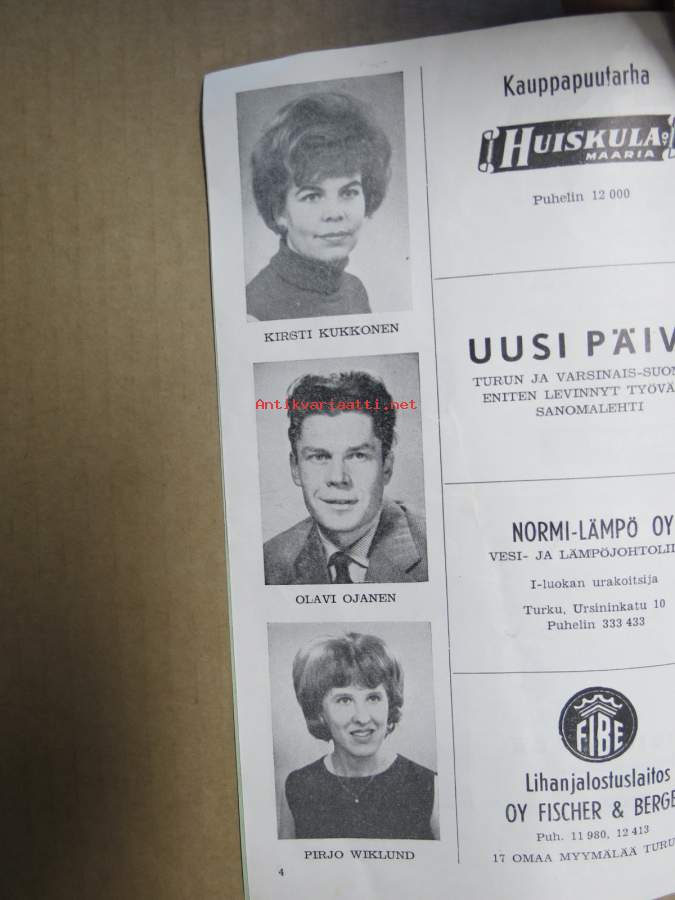 KIRSTI KUKKONEN
Antikvariaatti.net
OLAVI OJANEN
PIRJO WIKLUND
4
Kauppapuutarha
HUISKULA
MAARIA
Puhelin 12 000
UUSI PÄIV
TURUN JA VARSINAIS-SUO
ENITEN LEVINNYT TYÖVÄ
SANOMALEHTI
NORMI-LÄMPÖ OY
VESI- JA LÄMPÖJOHTOLI
I-luokan urakoitsija
Turku, Ursininkatu 10
Puhelin 333 433
FIBE
Lihanjalostuslaitos
OY FISCHER & BERGE
Puh. 11 980, 12 413
17 OMAA MYYMÄLÄÄ TURU